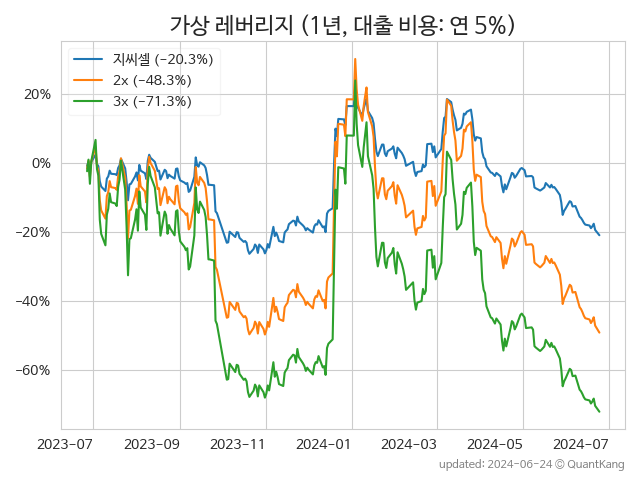 가상 레버리지 (1년, 대출 비용: 연 5%)
지씨셀 (−20.3%)
2x (−48.3%)
3x (−71.3%)
20%
0%
−20%
−40%
−60%
2023-07
2023-09
2023-11
2024-01
2024-03
2024-05
2024-07
updated: 2024-06-24 © QuantKang